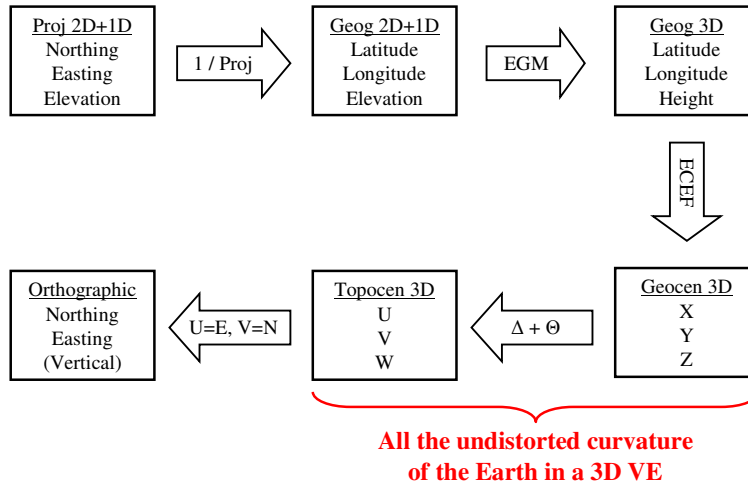 Proj 2D+1D
Northing
Easting
Elevation
1 / Proj
Geog 2D+1D
Latitude
Longitude
Elevation
EGM
Geog 3D
Latitude
Longitude
Height
ECEF
Geocen 3D
X
Y
Z
Δ + Θ
Topocen 3D
U
V
W
U=E, V=N
Orthographic
Northing
Easting
(Vertical)
All the undistorted curvature
of the Earth in a 3D VE